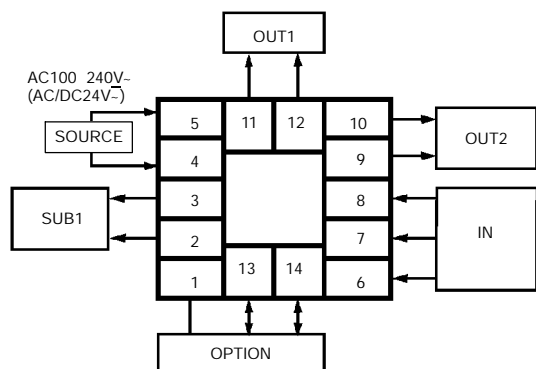 OUT1
AC100 240V~
(AC/DC24V~)
SOURCE
5 11 12 10
OUT2
4 9
3 8
SUB1
2 7
IN
1 13 14 6
OPTION